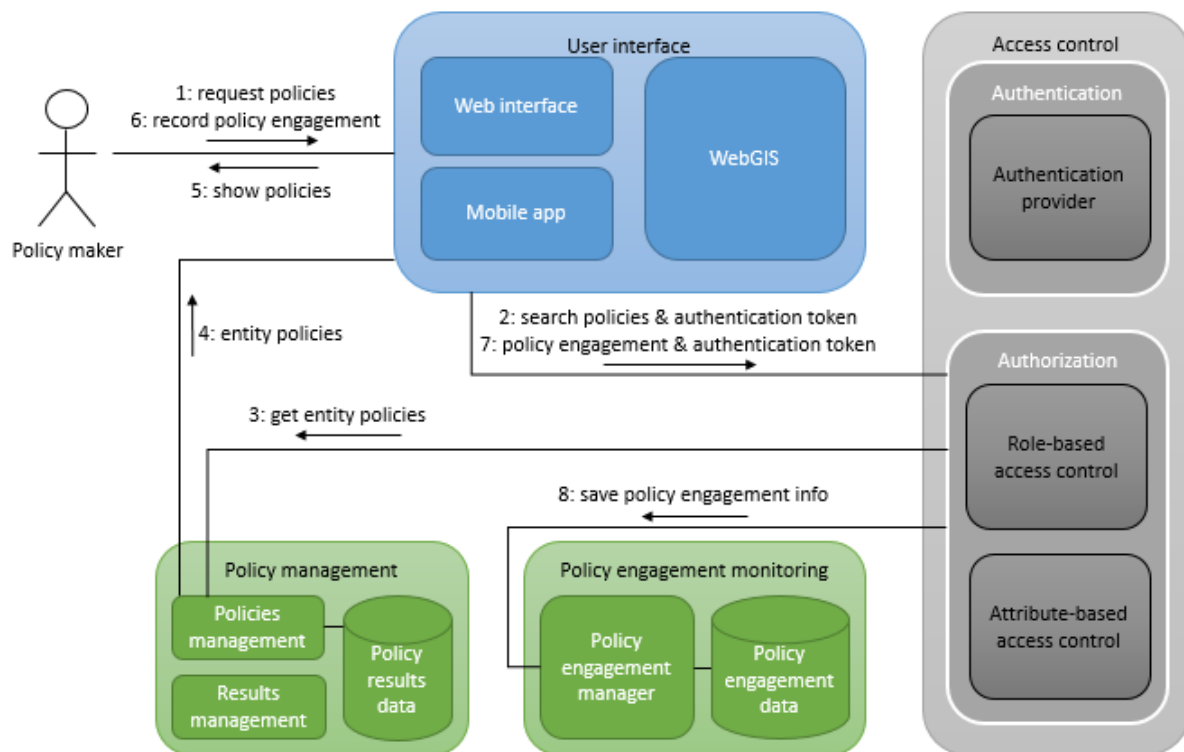 User interface
Access control
1: request policies
6: record policy engagement
5: show policies
Policy maker
Web interface
Mobile app
WebGIS
Authentication
Authentication
provider
4: entity policies
2: search policies & authentication token
7: policy engagement & authentication token
Authorization
3: get entity policies
Role-based
access control
8: save policy engagement info
Attribute-based
access control
Policy management
Policies
management
Results
management
Policy
results
data
Policy engagement monitoring
Policy
engagement
manager
Policy
engagement
data